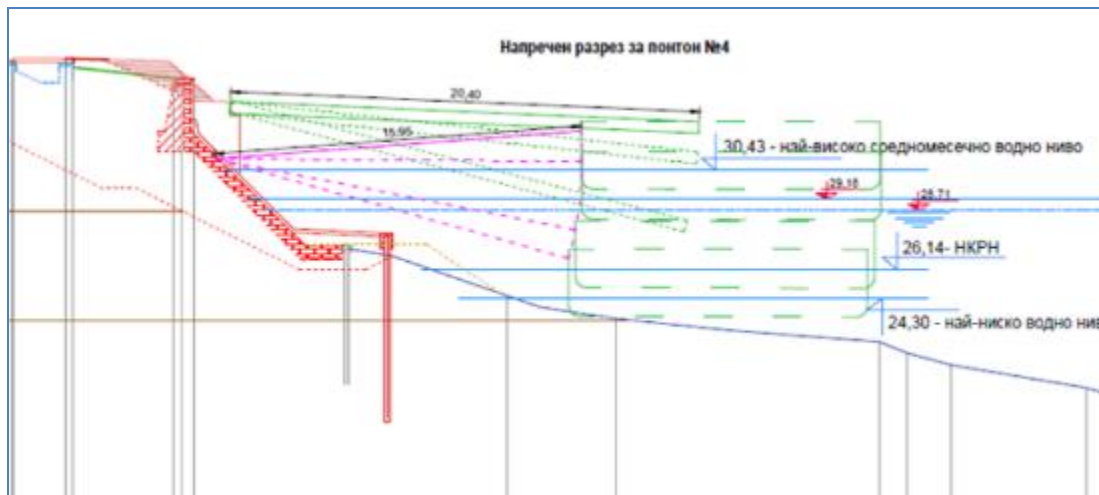 Напречен разрез за понтон №4
20,40
15,95
30,43 - най-високо средномесечно водно ниво
29,18
28,71
26,14- НКРН
24,30 - най-ниско водно